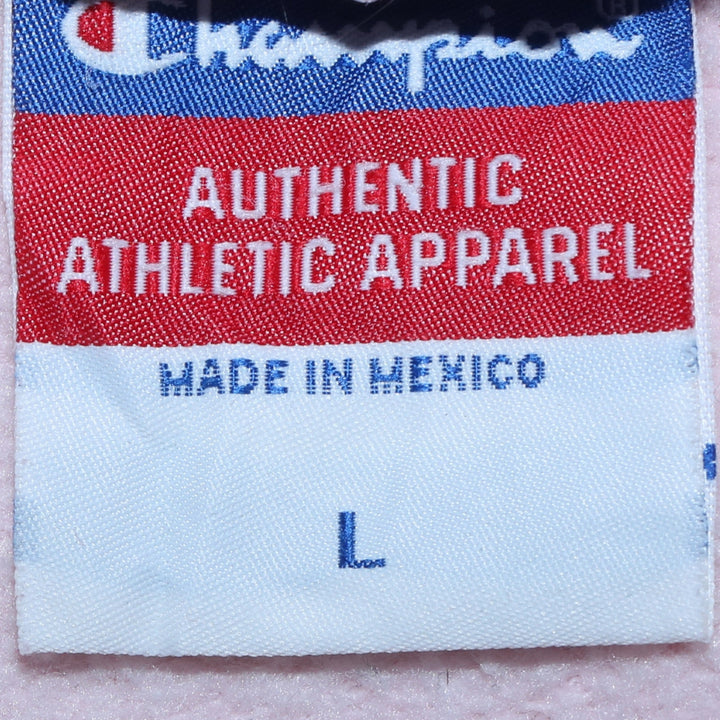 Champion®
AUTHENTIC
ATHLETIC APPAREL
MADE IN MEXICO
L